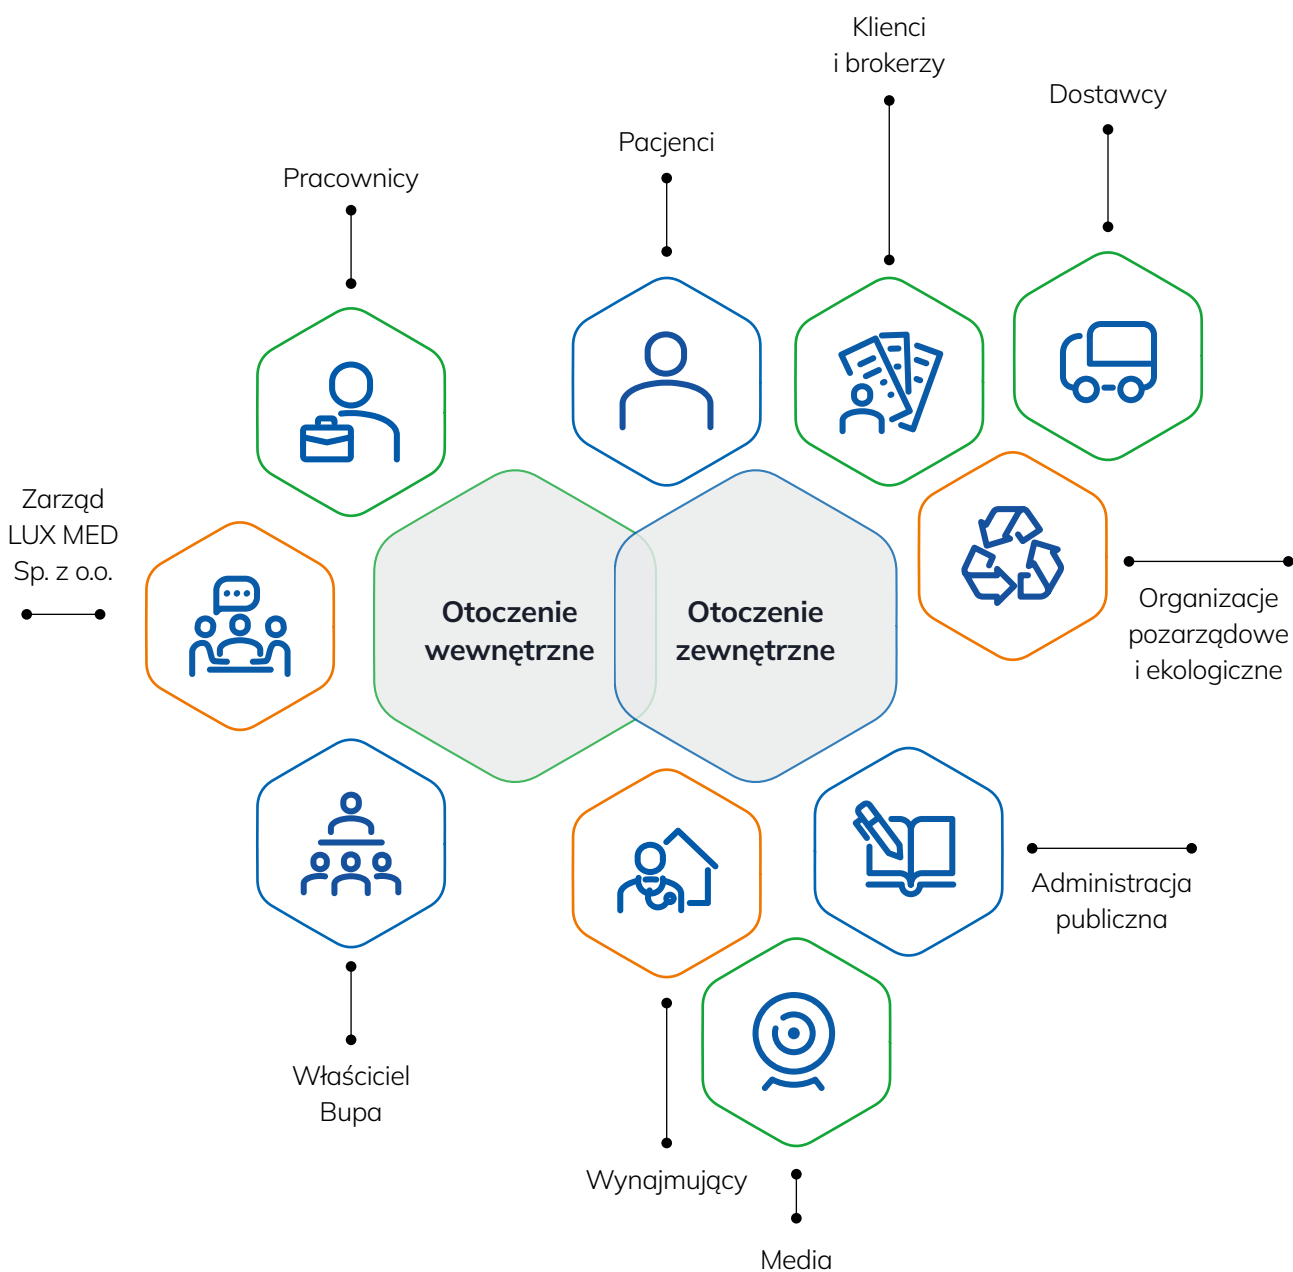 Klienci
i brokerzy
Dostawcy
Pacjenci
Pracownicy
Zarząd
LUX MED
Sp. z o.o.
Otoczenie
wewnętrzne
Otoczenie
zewnętrzne
Organizacje
pozarządowe
i ekologiczne
Administracja
publiczna
Właściciel
Bupa
Wynajmujący
Media